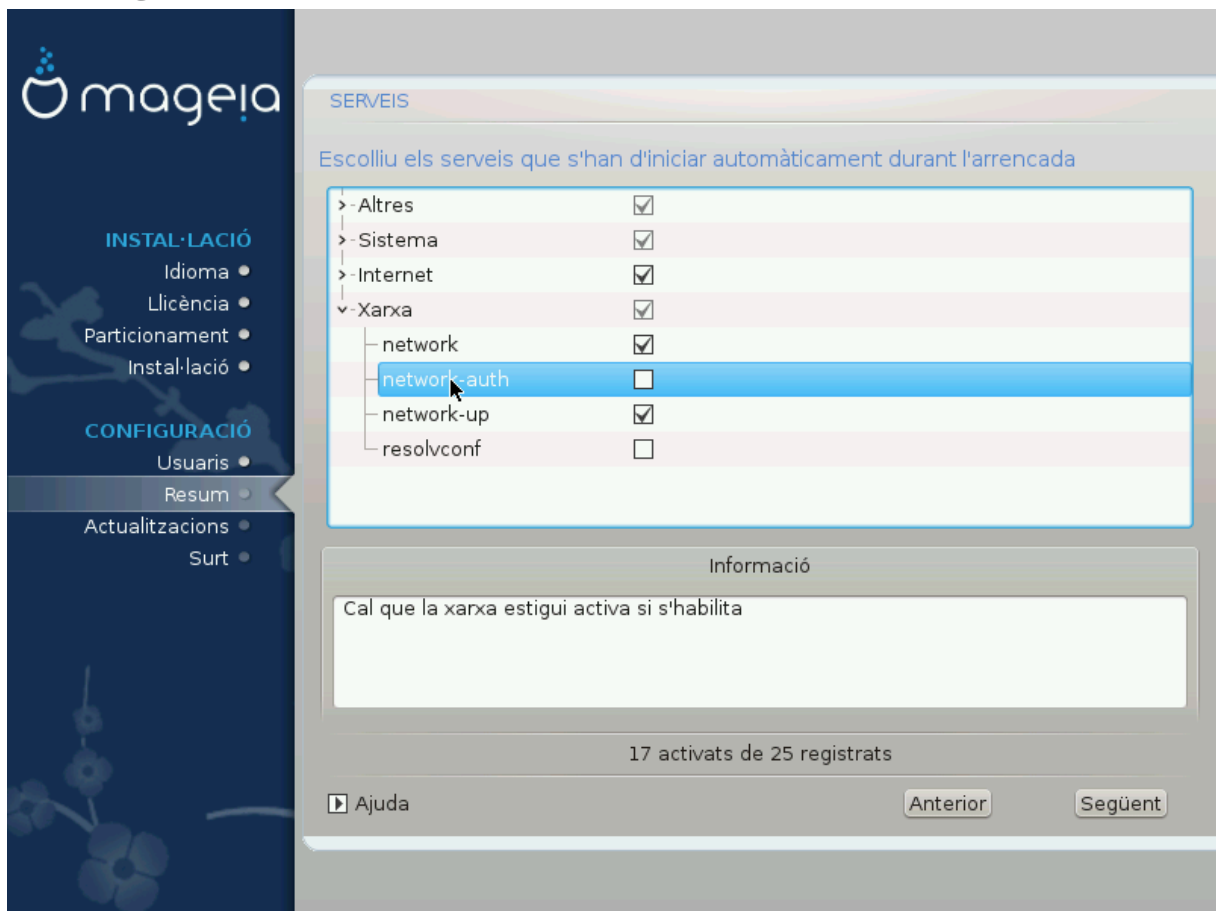 mageia
INSTAL·LACIÓ
Idioma
Llicència
Particionament
Instal·lació
CONFIGURACIÓ
Usuaris
Resum
Actualitzacions
Surt
SERVEIS
Escolliu els serveis que s'han d'iniciar automàticament durant l'arrencada
Altres
Sistema
Internet
Xarxa
network
network-auth
network-up
resolvconf
Informació
Cal que la xarxa estigui activa si s'habilita
17 activats de 25 registrats
Ajuda
Anterior
Següent